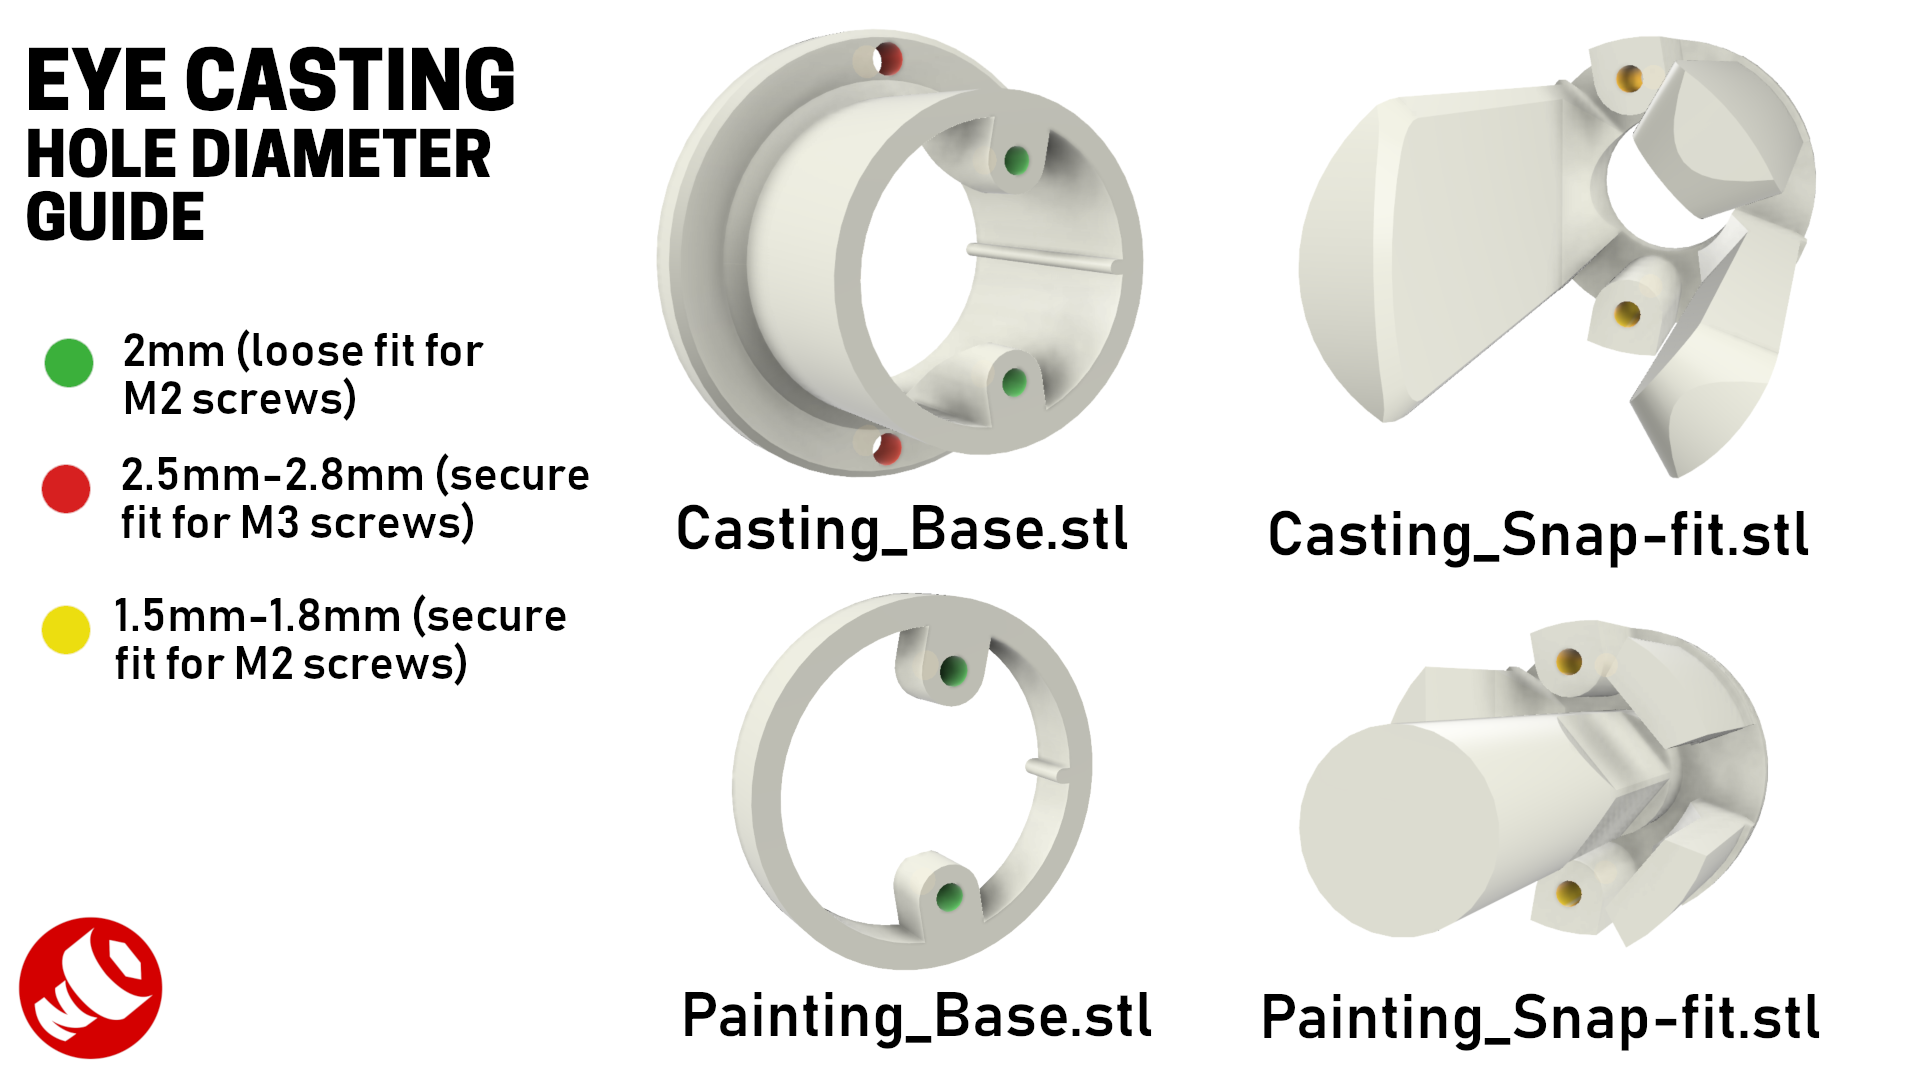 EYE CASTING
HOLE DIAMETER
GUIDE
2mm (loose fit for
M2 screws)
2.5mm-2.8mm (secure
fit for M3 screws)
1.5mm-1.8mm (secure
fit for M2 screws)
Casting_Base.stl
Casting_Snap-fit.stl
Painting_Base.stl
Painting_Snap-fit.stl